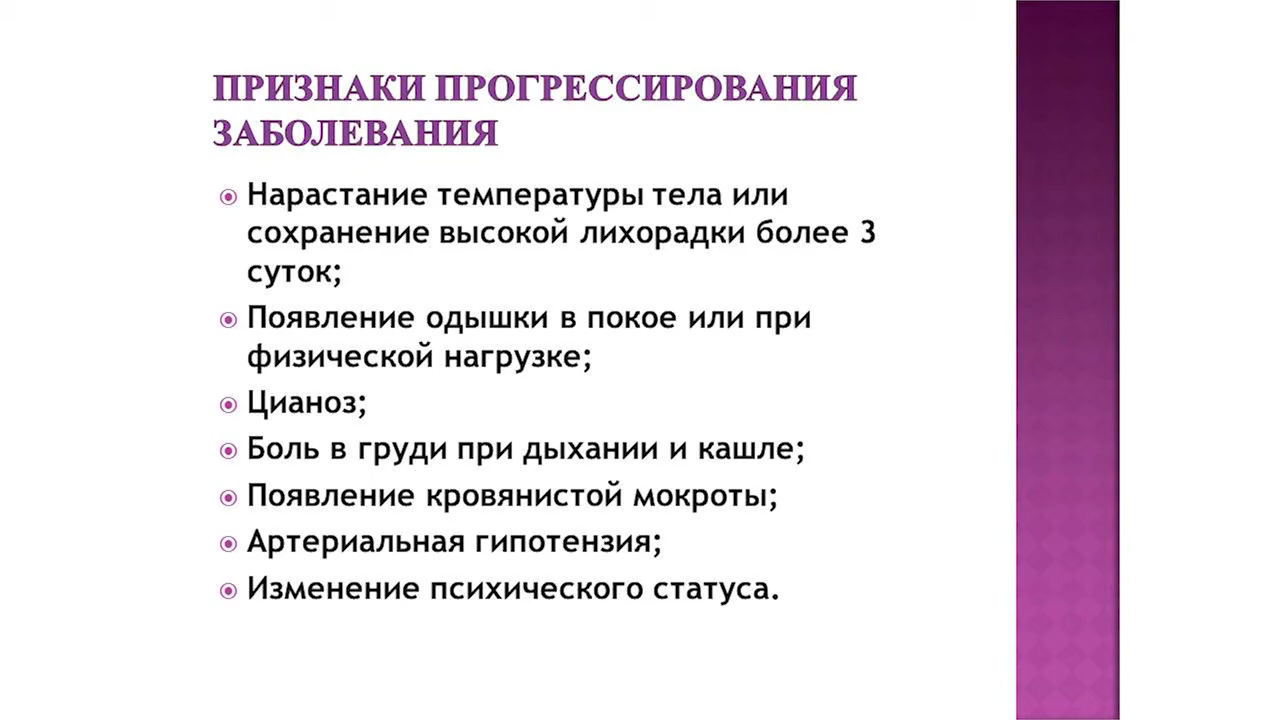 ПРИЗНАКИ ПРОГРЕССИРОВАНИЯ
ЗАБОЛЕВАНИЯ
Нарастание температуры тела или
сохранение высокой лихорадки более 3
суток;
Появление одышки в покое или при
физической нагрузке;
Цианоз;
Боль в груди при дыхании и кашле;
Появление кровянистой мокроты;
Артериальная гипотензия;
Изменение психического статуса.